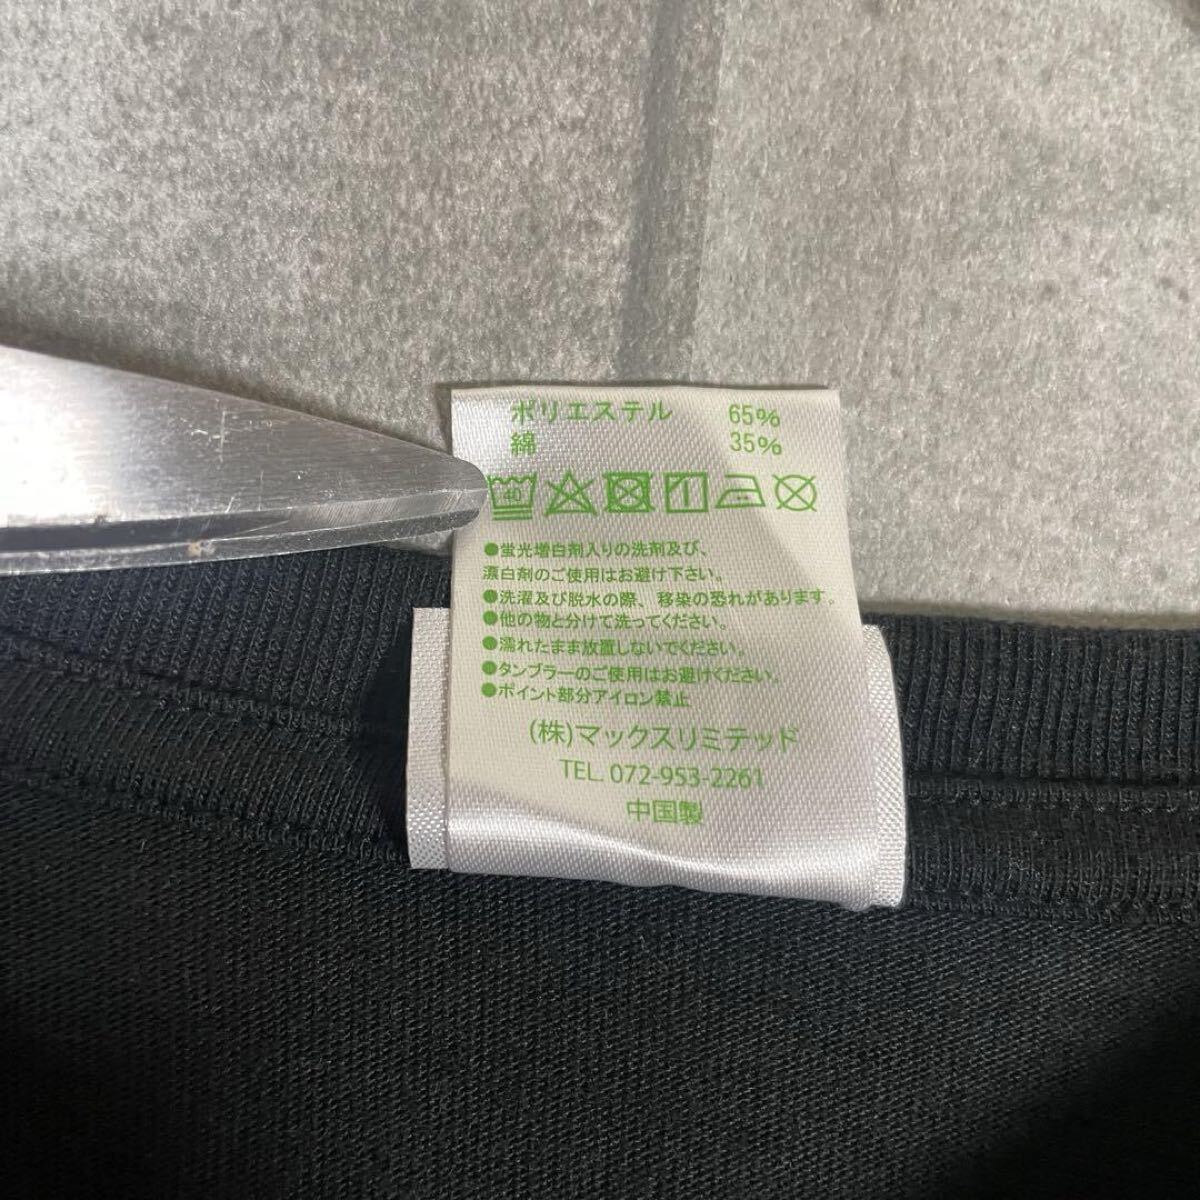 ポリエステル 65%
綿 35%
40
●蛍光増白剤入りの洗剤及び、
漂白剤のご使用はお避け下さい。
●洗濯及び脱水の際、移染の恐れがあります。
●他の物と分けて洗ってください。
●濡れたまま放置しないでください。
●タンブラーのご使用はお避けください。
●ポイント部分アイロン禁止
(株)マックスリミテッド
TEL. 072-953-2261
中国製